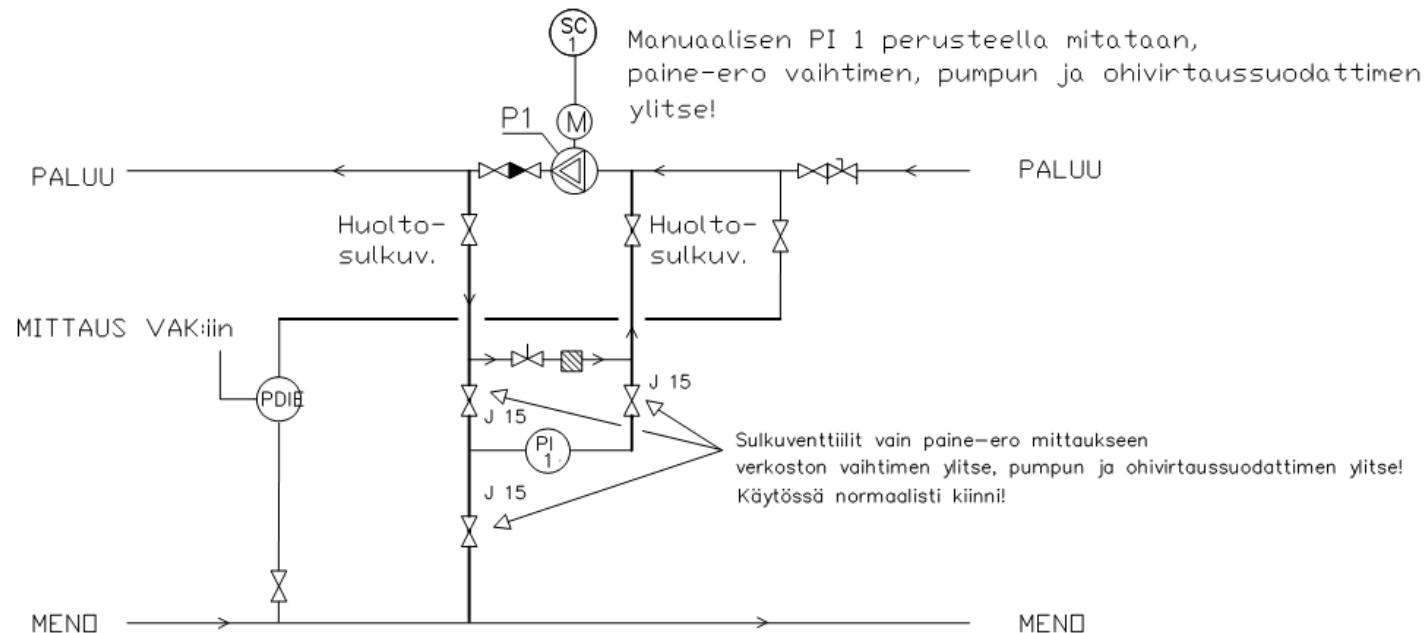 SC
1
Manuaalisen PI 1 perusteella mitataan,
paine-ero vaihtimen, pumpun ja ohivirtaussuodattimen
ylitse!
P1
M
PALUU
PALUU
Huolto-
sulkuv.
Huolto-
sulkuv.
MITTAUS VAK:iin
PDIE
J 15
J 15
PI
1
Sulkuventtiilit vain paine-ero mittaukseen
verkoston vaihtimen ylitse, pumpun ja ohivirtaussuodattimen ylitse!
Käytössä normaalisti kiinni!
J 15
MENO
MENO